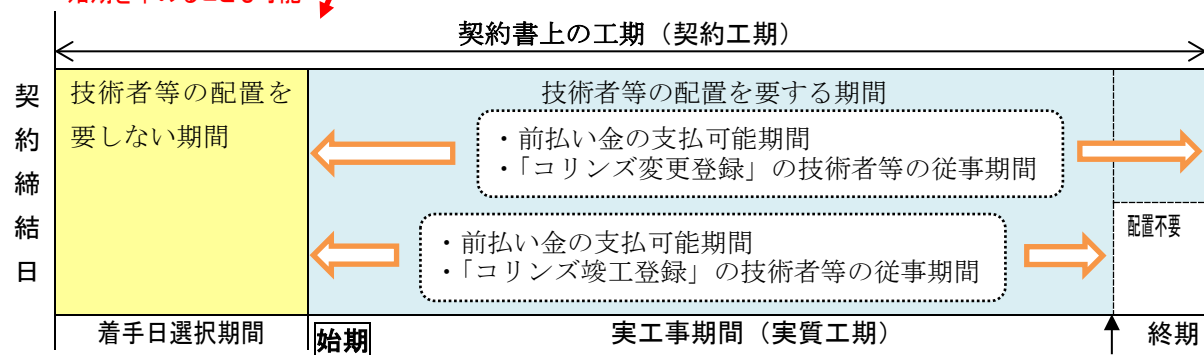 契約書上の工期（契約工期）
契約締結日
技術者等の配置を
要しない期間
技術者等の配置を要する期間
・前払い金の支払可能期間
・「コリンズ変更登録」の技術者等の従事期間
・前払い金の支払可能期間
・「コリンズ竣工登録」の技術者等の従事期間
配置不要
着手日選択期間
始期
実工事期間（実質工期）
終期